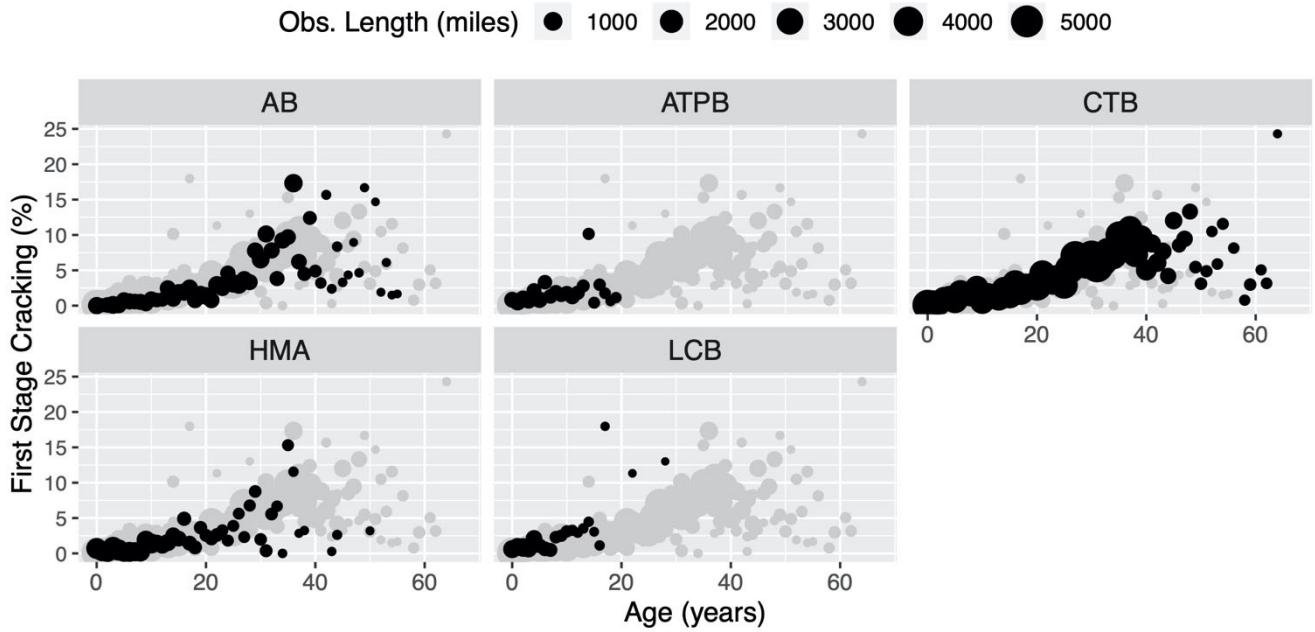 Obs. Length (miles) 1000 2000 3000 4000 5000
AB ATPB CTB
25
20
15
10
5
0
0 20 40 60
HMA LCB
25
20
15
10
5
0
0 20 40 60 0 20 40 60
First Stage Cracking (%)
Age (years)